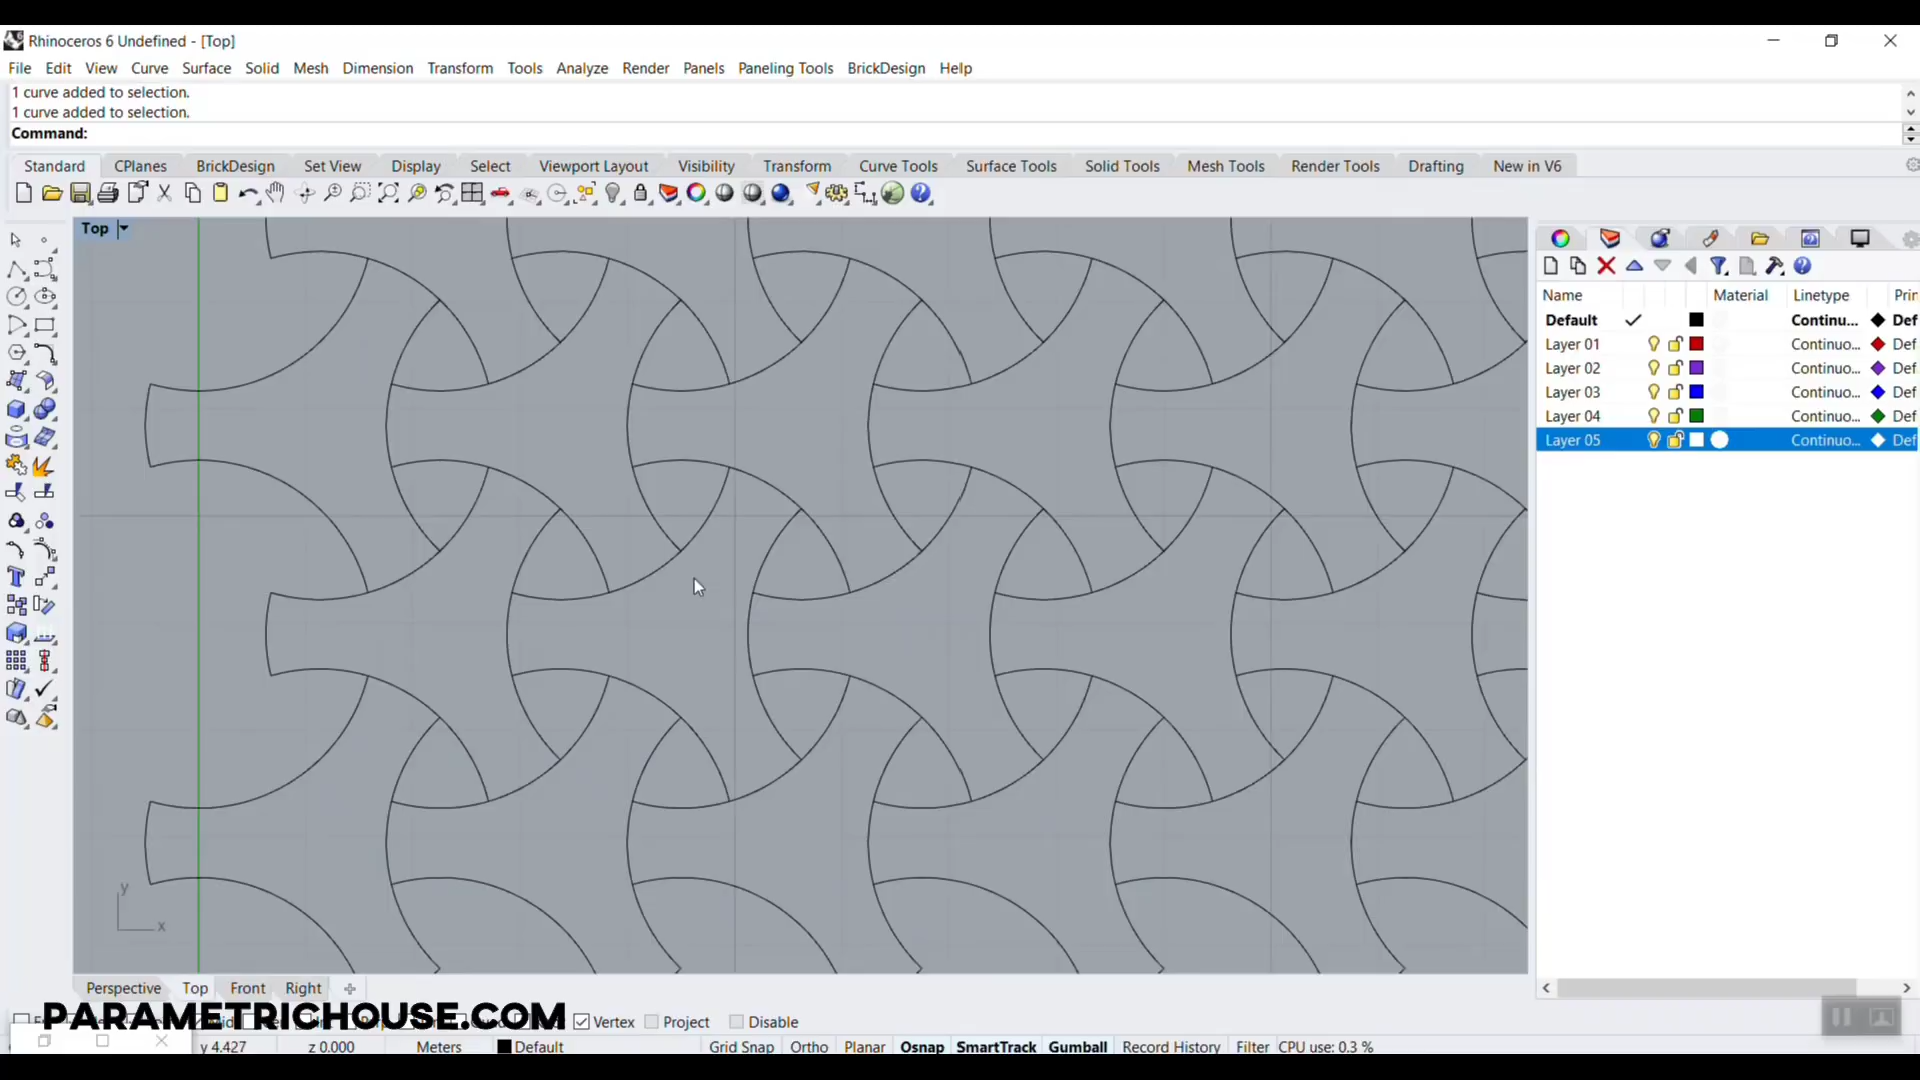 Rhinoceros 6 Undefined - [Top]
File Edit View Curve Surface Solid Mesh Dimension Transform Tools Analyze Render Panels Paneling Tools BrickDesign Help
1 curve added to selection.
1 curve added to selection.
Command:
Standard CPlanes BrickDesign Set View Display Select Viewport Layout Visibility Transform Curve Tools Surface Tools Solid Tools Mesh Tools Render Tools Drafting New in V6
Top
Name Material Linetype Prin
Default Continu... Def
Layer 01 Continuo... Def
Layer 02 Continuo... Def
Layer 03 Continuo... Def
Layer 04 Continuo... Def
Layer 05 Continuo... Def
y
x
Perspective Top Front Right
PARAMETRICHOUSE.COM
Vertex Project Disable
y 4.427 z 0.000 Meters Default Grid Snap Ortho Planar Osnap SmartTrack Gumball Record History Filter CPU use: 0.3 %